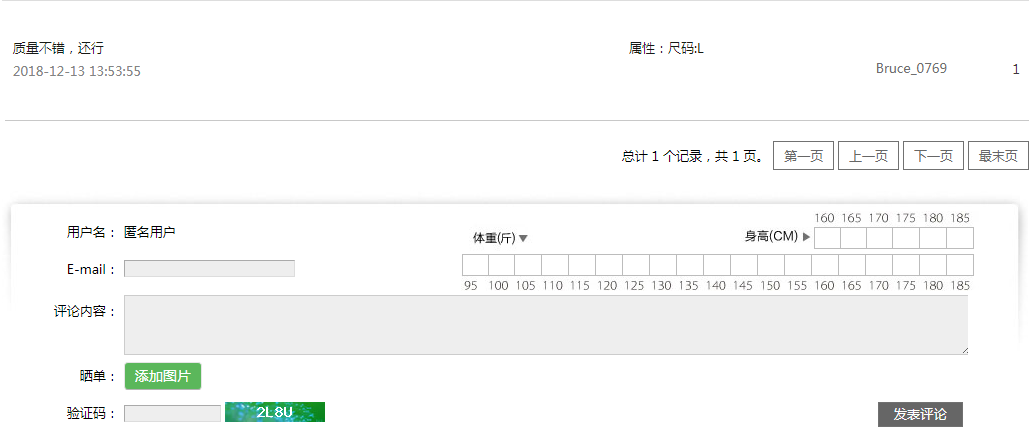 质量不错，还行
属性：尺码:L
2018-12-13 13:53:55
Bruce_0769
1
总计 1 个记录，共 1 页。 第一页 上一页 下一页 最末页
160 165 170 175 180 185
用户名： 匿名用户
体重(斤)▼
身高(CM)▶
E-mail：
95 100 105 110 115 120 125 130 135 140 145 150 155 160 165 170 175 180 185
评论内容：
晒单： 添加图片
验证码： 2L8U 发表评论